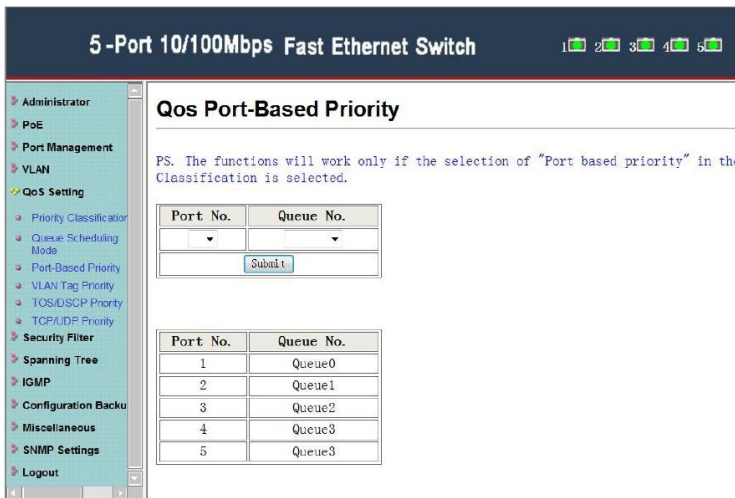 5-Port 10/100Mbps Fast Ethernet Switch 1 2 3 4 5
Administrator
PoE
Port Management
VLAN
QoS Setting
Priority Classification
Queue Scheduling
Mode
Port-Based Priority
VLAN Tag Priority
TOS/DSCP Priority
TCP/UDP Priority
Security Filter
Spanning Tree
IGMP
Configuration Backu
Miscellaneous
SNMP Settings
Logout
Qos Port-Based Priority
PS. The functions will work only if the selection of "Port based priority" in the
Classification is selected.
Port No. Queue No.
Submit
Port No. Queue No.
1 Queue0
2 Queue1
3 Queue2
4 Queue3
5 Queue3